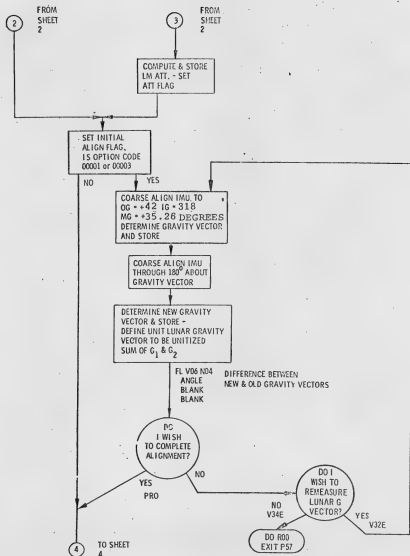 FROM
SHEET
2
2
3
FROM
SHEET
2
COMPUTE & STORE
LM ATT. - SET
ATT FLAG
SET INITIAL
ALIGN FLAG,
IS OPTION CODE
00001 or 00003
NO
YES
COARSE ALIGN IMU TO
OG = +42 IG = 318
MG = +35.26 DEGREES
DETERMINE GRAVITY VECTOR
AND STORE
COARSE ALIGN IMU
THROUGH 180° ABOUT
GRAVITY VECTOR
DETERMINE NEW GRAVITY
VECTOR & STORE -
DEFINE UNIT LUNAR GRAVITY
VECTOR TO BE UNITIZED
SUM OF G1 & G2
FL V06 N04
ANGLE
BLANK
BLANK
DIFFERENCE BETWEEN
NEW & OLD GRAVITY VECTORS
DO
I WISH
TO COMPLETE
ALIGNMENT?
YES
PRO
NO
DO I
WISH TO
REMEASURE
LUNAR G
VECTOR?
NO
V34E
YES
V32E
DO R00
EXIT P57
4
TO SHEET
4